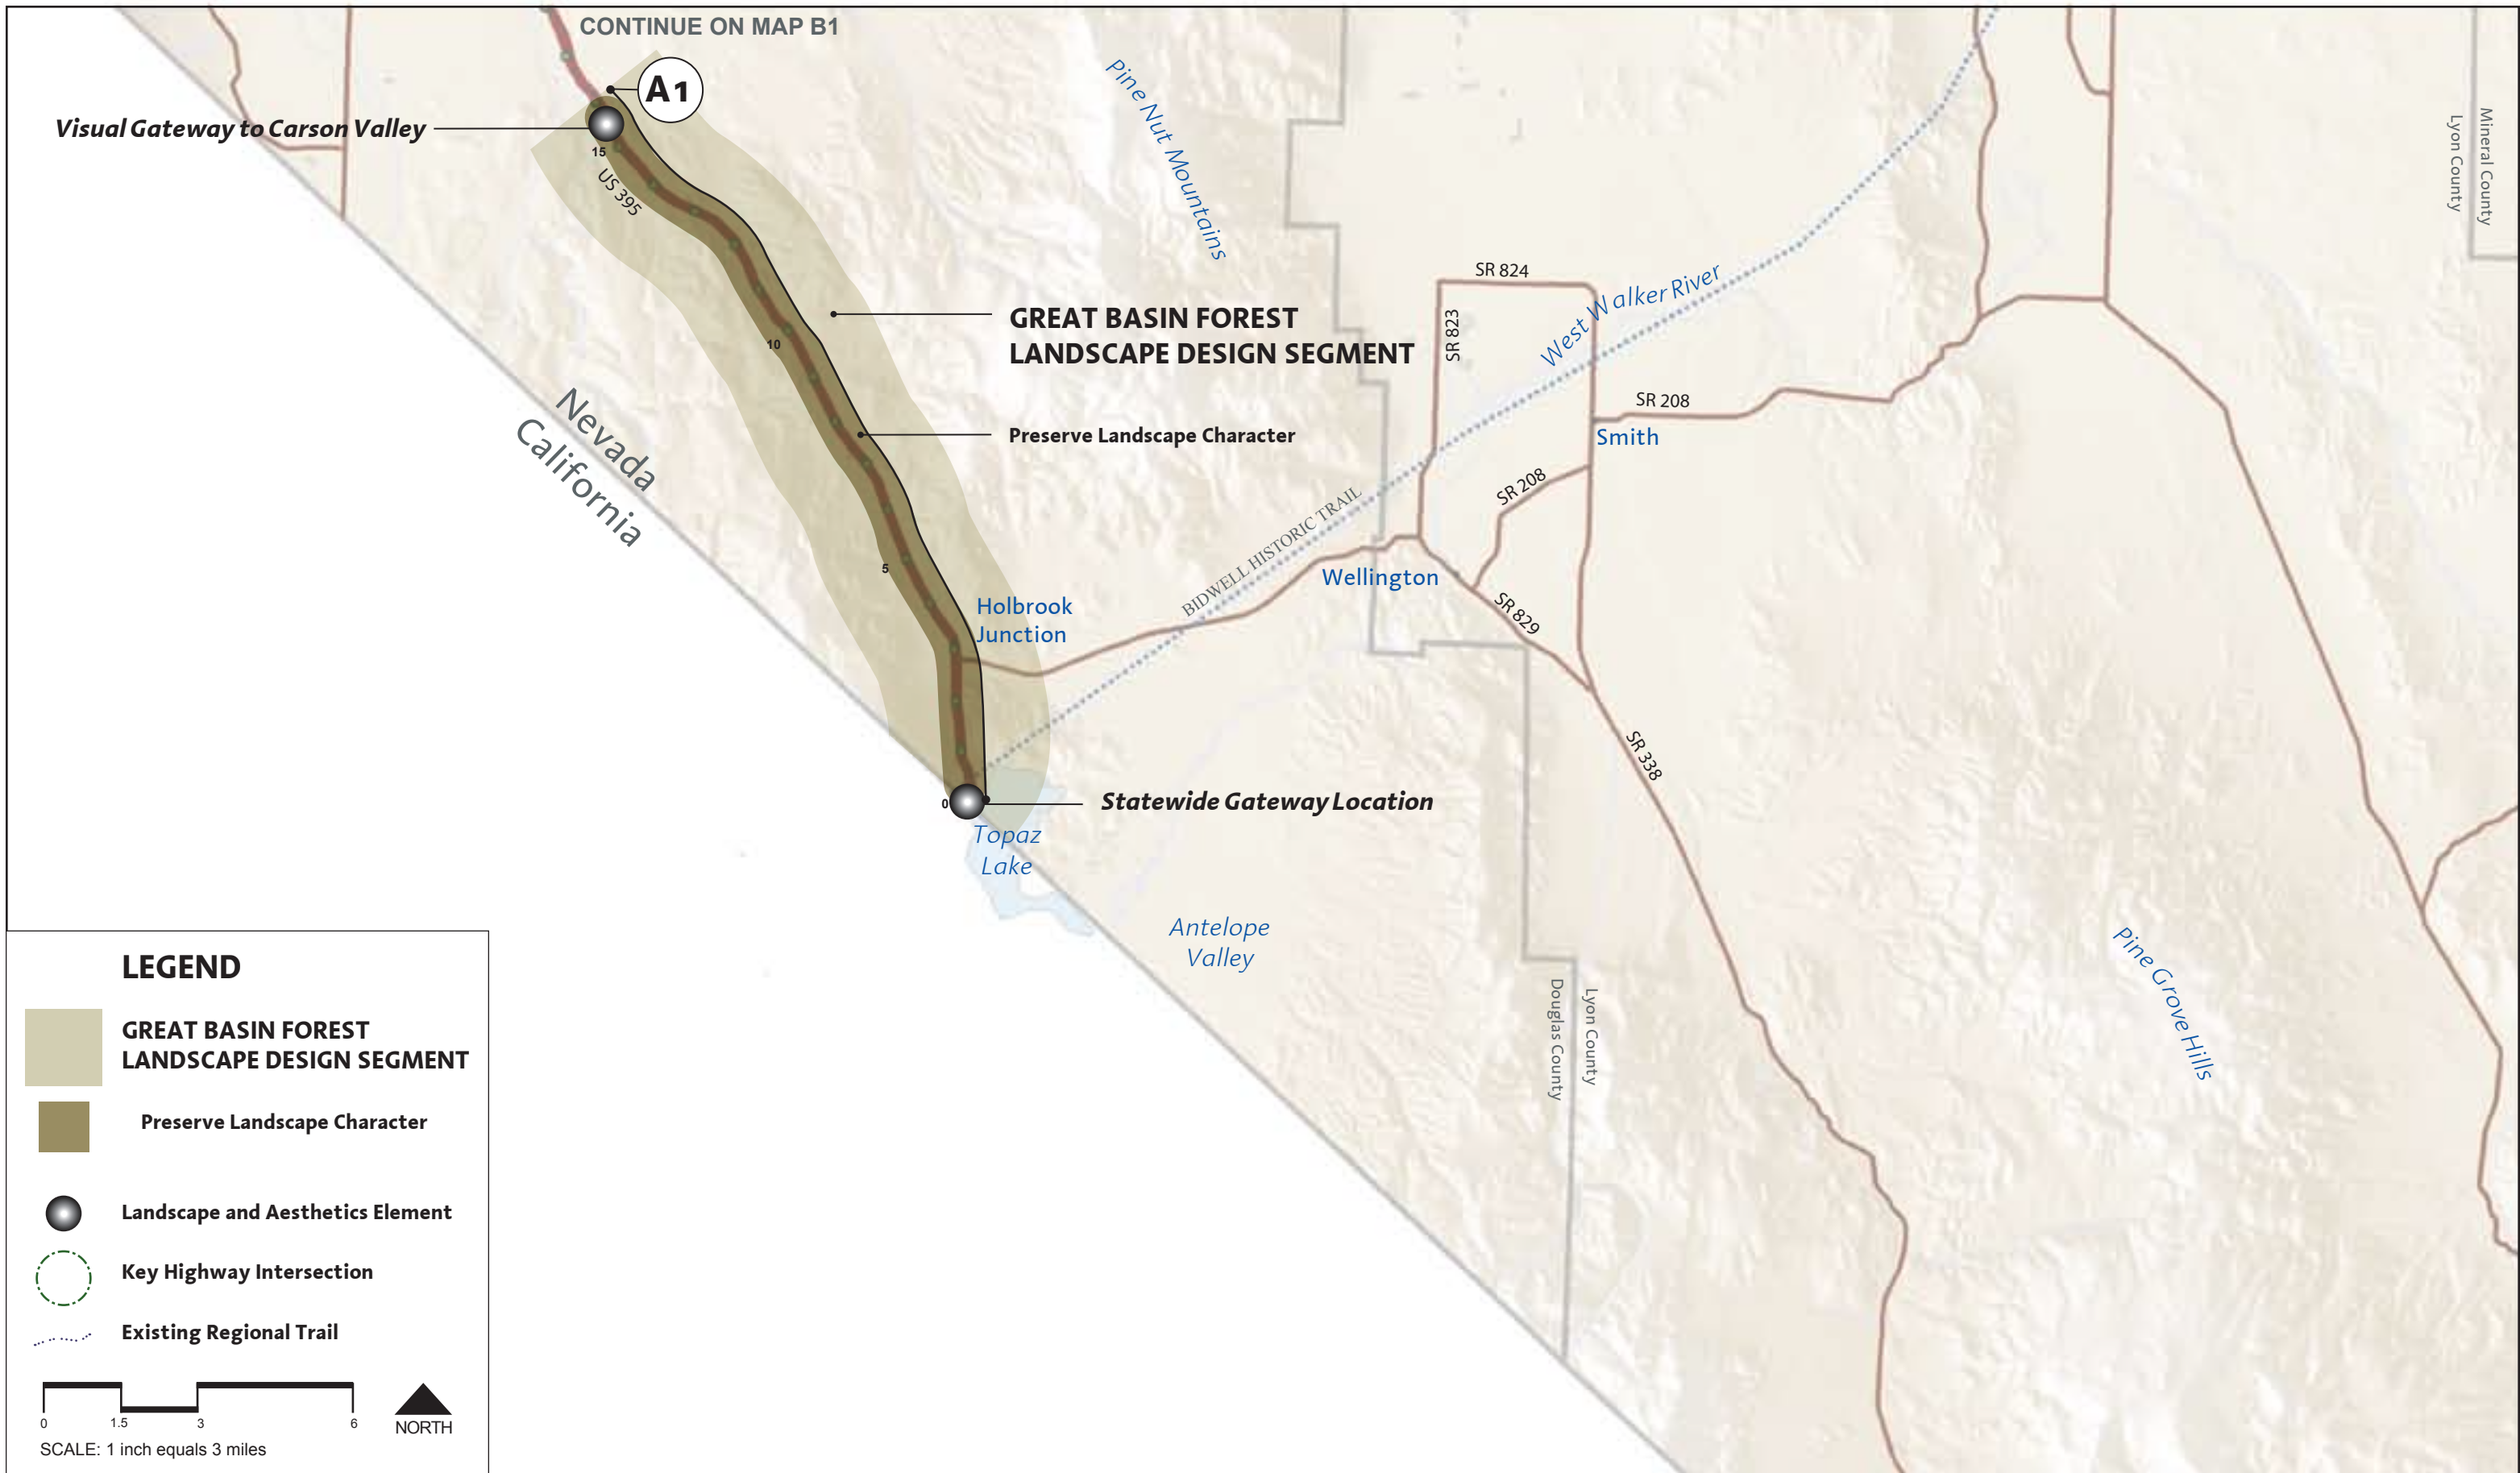 CONTINUE ON MAP B1
A1
Visual Gateway to Carson Valley
15
US 395
Pine Nut Mountains
Mineral County
Lyon County
SR 824
West Walker River
SR 823
GREAT BASIN FOREST
LANDSCAPE DESIGN SEGMENT
10
Nevada
California
SR 208
Smith
Preserve Landscape Character
SR 208
BIDWELL HISTORIC TRAIL
5
Wellington
Holbrook
Junction
SR 829
SR 338
0
Statewide Gateway Location
Topaz
Lake
Antelope
Valley
Pine Grove Hills
Douglas County
Lyon County
LEGEND
GREAT BASIN FOREST
LANDSCAPE DESIGN SEGMENT
Preserve Landscape Character
Landscape and Aesthetics Element
Key Highway Intersection
Existing Regional Trail
0 1.5 3 6
NORTH
SCALE: 1 inch equals 3 miles